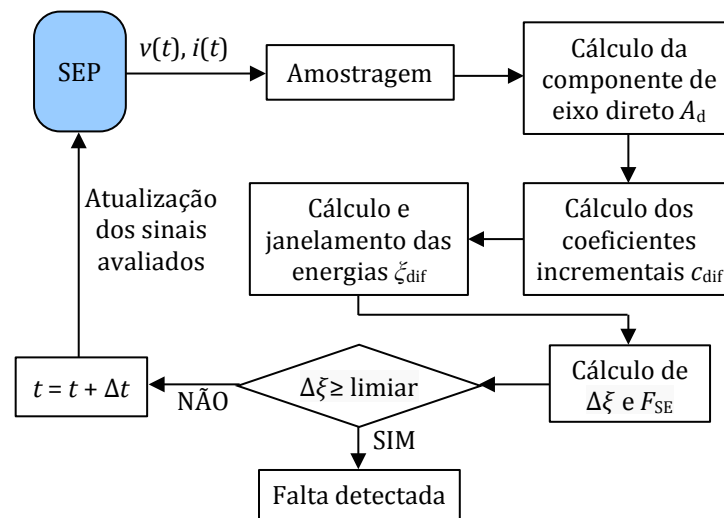 SEP
v(t), i(t)
Amostragem
Cálculo da
componente de
eixo direto A_d
Cálculo dos
coeficientes
incrementais c_dif
Cálculo e
janelamento das
energias ξ_dif
Cálculo de
Δξ e F_SE
Δξ ≥ limiar
NÃO
SIM
t = t + Δt
Atualização
dos sinais
avaliados
Falta detectada